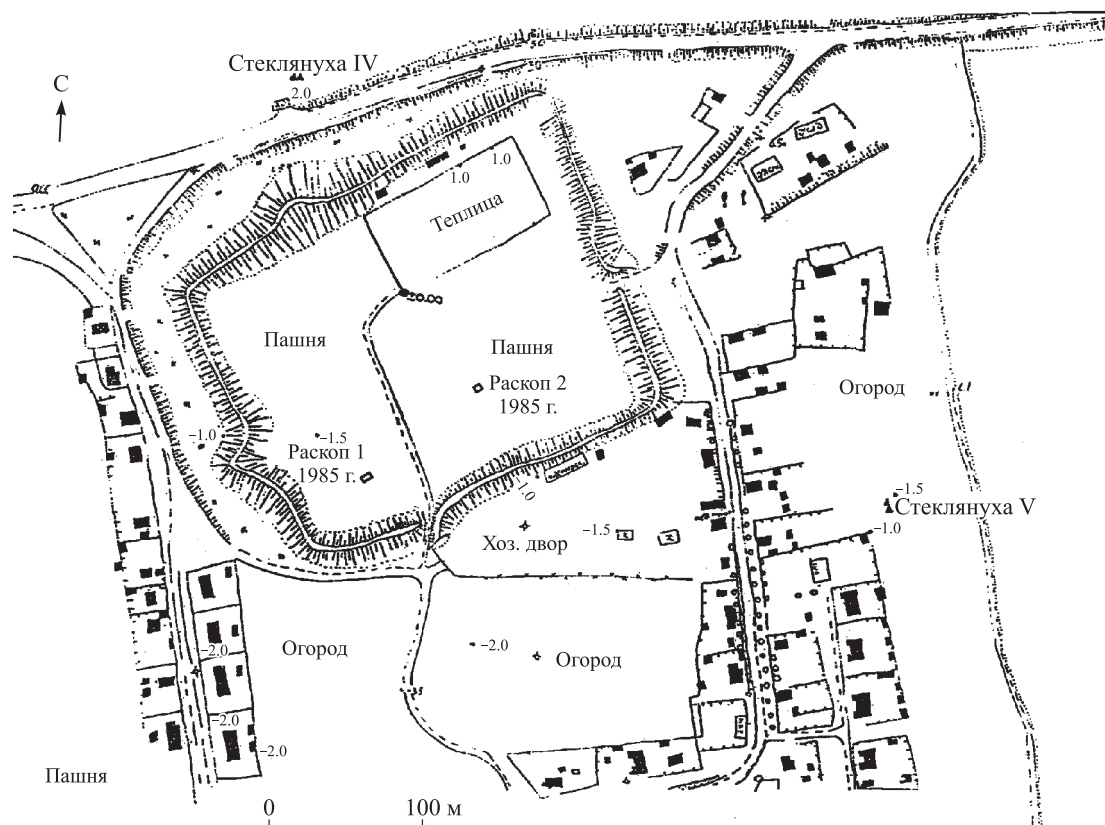 Стеклянуха IV
2.0
С
1.0
1.0
Теплица
Пашня
Пашня
Раскоп 2
1985 г.
Огород
-1.0
-1.5
Раскоп 1
1985 г.
1.0
-1.5
Стеклянуха V
-1.0
Хоз. двор
-1.5
Огород
-2.0
Огород
-2.0
-2.0
-2.0
Пашня
0
100 м